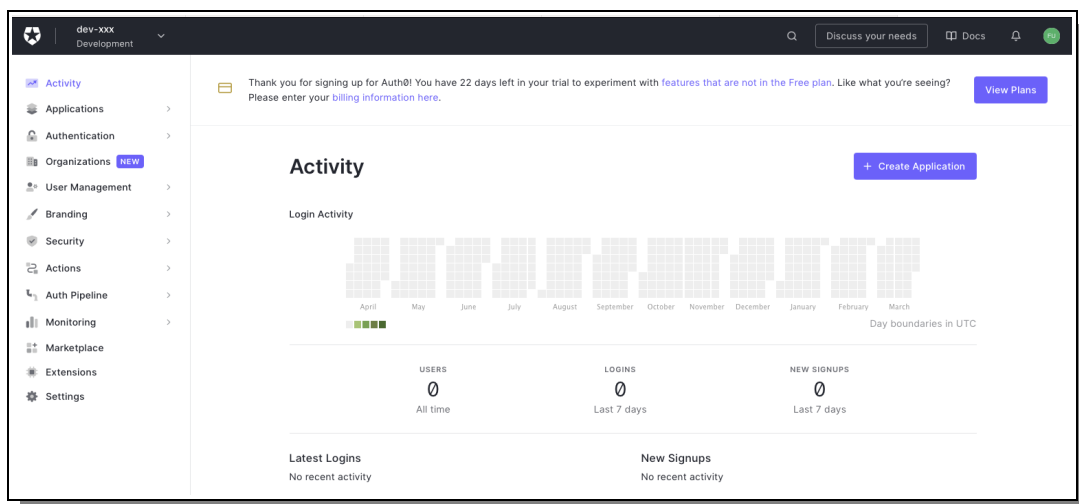 dev-xxx
Development
Discuss your needs
Docs
FU
Activity
Applications
Authentication
Organizations NEW
User Management
Branding
Security
Actions
Auth Pipeline
Monitoring
Marketplace
Extensions
Settings
Thank you for signing up for Auth0! You have 22 days left in your trial to experiment with features that are not in the Free plan. Like what you're seeing?
Please enter your billing information here.
View Plans
Activity
+ Create Application
Login Activity
April May June July August September October November December January February March
Day boundaries in UTC
USERS LOGINS NEW SIGNUPS
0 0 0
All time Last 7 days Last 7 days
Latest Logins New Signups
No recent activity No recent activity